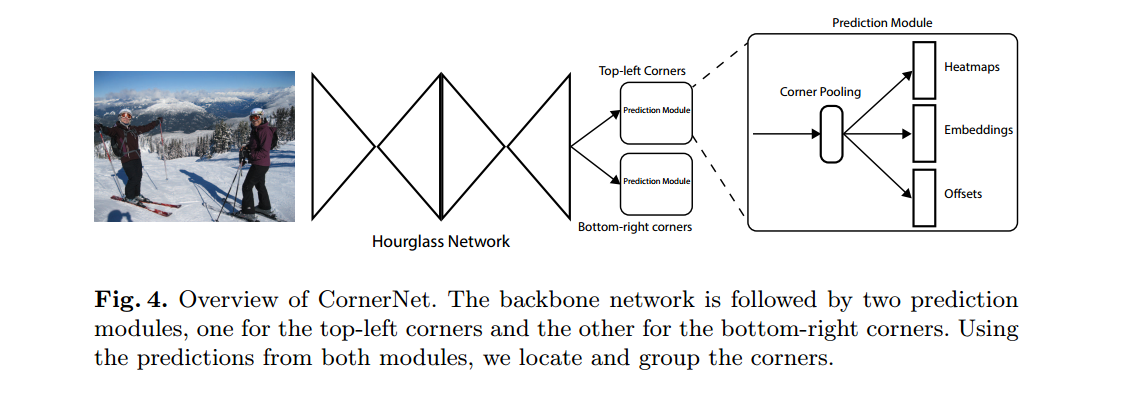 Prediction Module
Top-left Corners
Prediction Module
Prediction Module
Bottom-right corners
Hourglass Network
Corner Pooling
Heatmaps
Embeddings
Offsets
Fig. 4. Overview of CornerNet. The backbone network is followed by two prediction
modules, one for the top-left corners and the other for the bottom-right corners. Using
the predictions from both modules, we locate and group the corners.